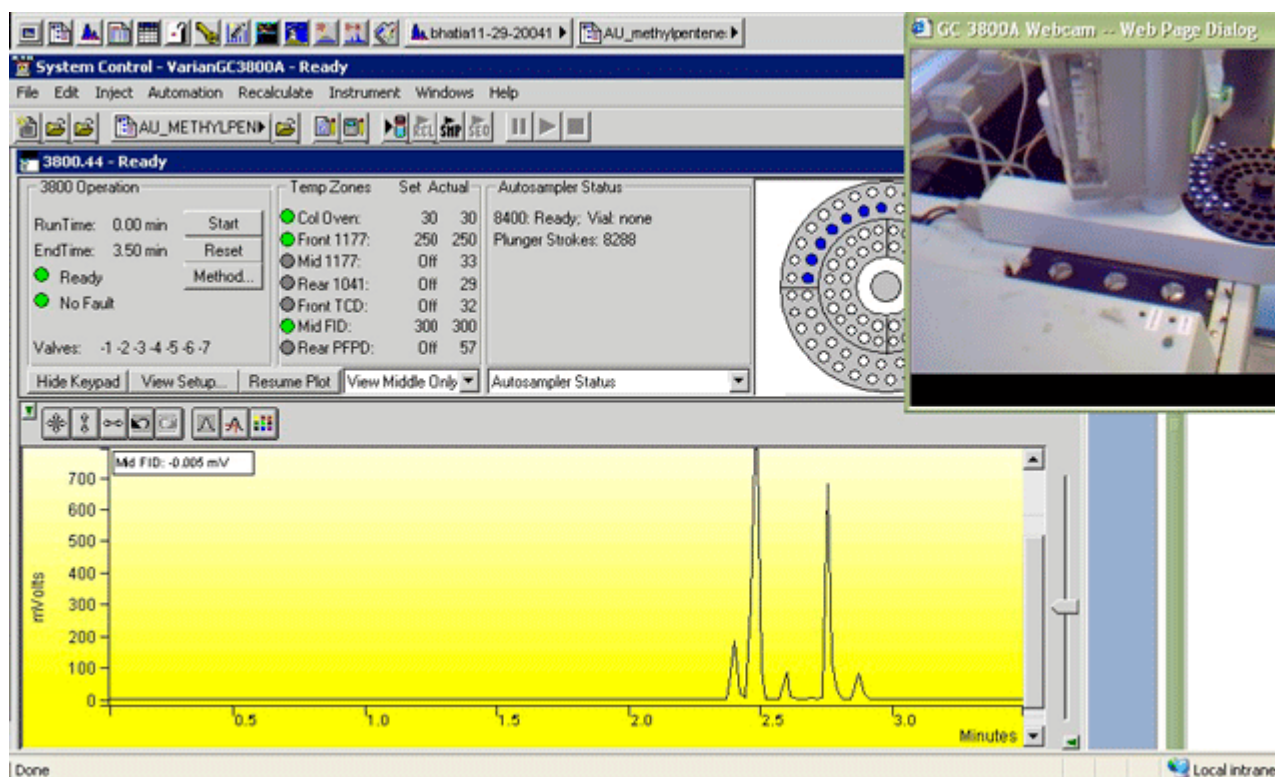 bhatia11-29-20041
AU_methylpentene:
GC 3800A Webcam -- Web Page Dialog
System Control - VarianGC3800A - Ready
File Edit Inject Automation Recalculate Instrument Windows Help
AU_METHYLPEN
RCL SMP SEQ
3800.44 - Ready
3800 Operation
RunTime: 0.00 min Start
EndTime: 3.50 min Reset
Ready Method...
No Fault
Valves: -1 -2 -3 -4 -5 -6 -7
Temp Zones Set Actual
Col Oven: 30 30
Front 1177: 250 250
Mid 1177: Off 33
Rear 1041: Off 29
Front TCD: Off 32
Mid FID: 300 300
Rear PFPD: Off 57
Autosampler Status
8400: Ready; Vial: none
Plunger Strokes: 8288
Hide Keypad View Setup... Resume Plot View Middle Only Autosampler Status
Mid FID: -0.005 mV
700
600
500
400
300
200
100
0
mVolts
0.5 1.0 1.5 2.0 2.5 3.0
Minutes
Done
Local intrane